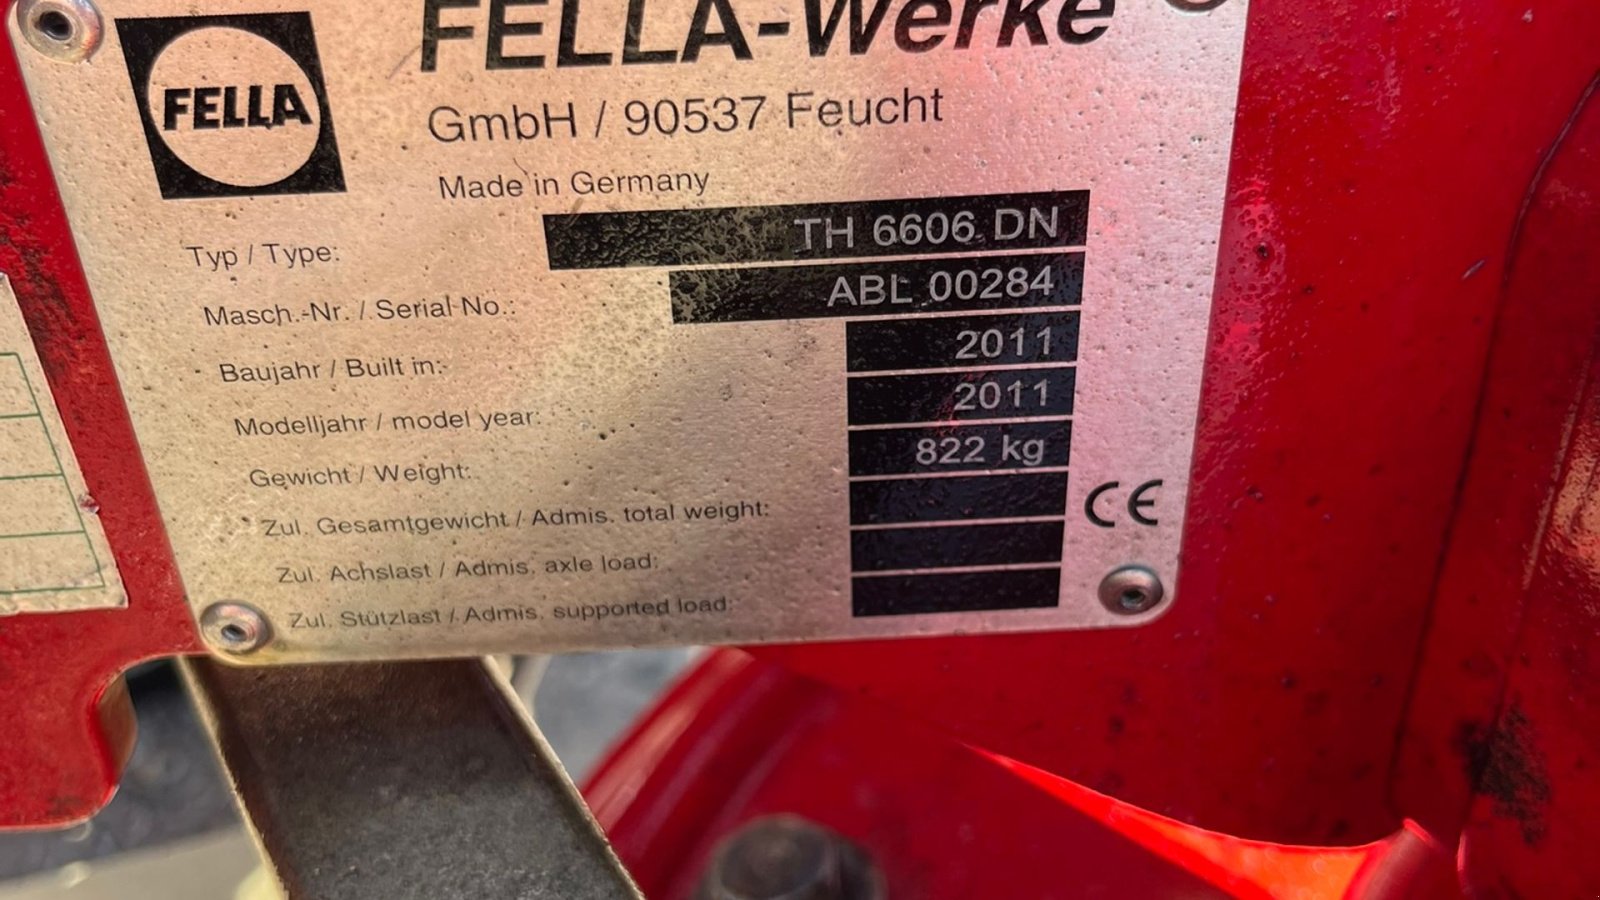 FELLA
FELLA-Werke
GmbH / 90537 Feucht
Made in Germany
Typ / Type: TH 6606 DN
Masch.-Nr. / Serial-No.: ABL 00284
Baujahr / Built in: 2011
Modelljahr / model year: 2011
Gewicht / Weight: 822 kg
Zul. Gesamtgewicht / Admis. total weight:
Zul. Achslast / Admis. axle load:
Zul. Stützlast / Admis. supported load:
CE